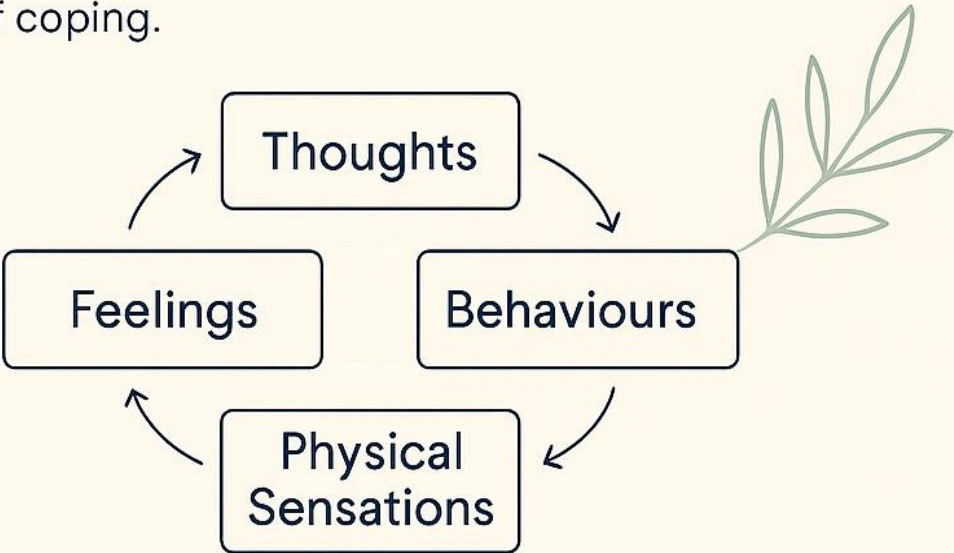 coping.
Thoughts
Feelings
Behaviours
Physical
Sensations